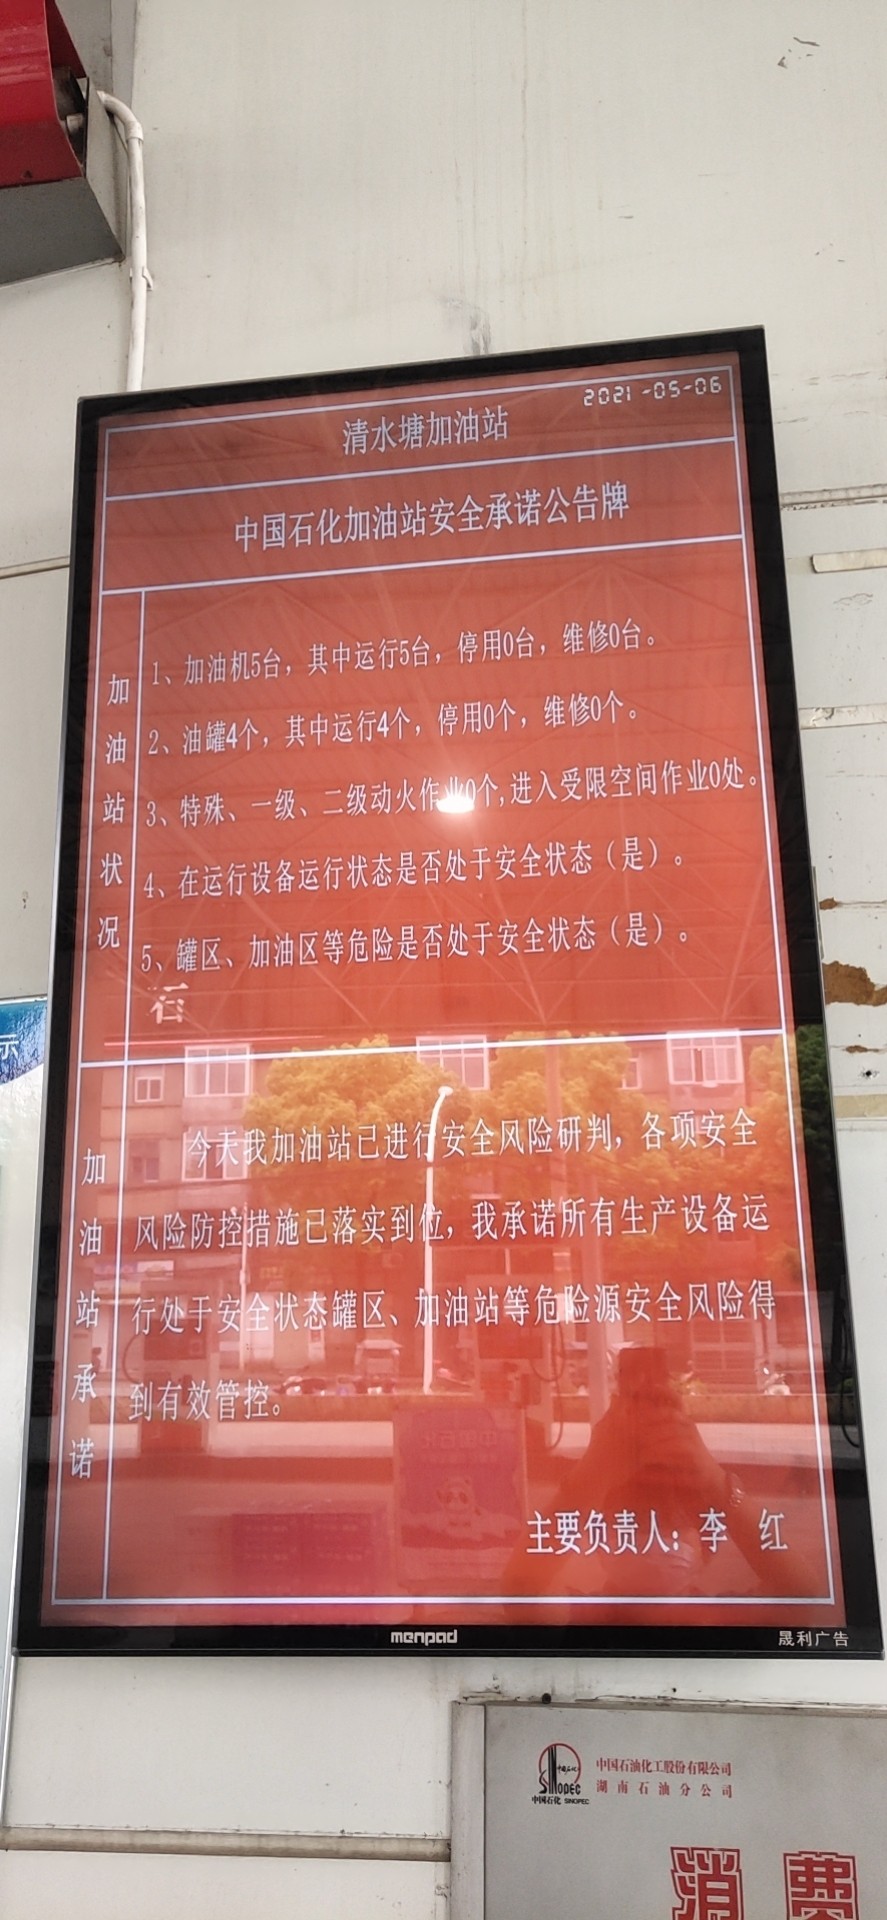 2021-05-06
清水塘加油站
中国石化加油站安全承诺公告牌
加油站状况
1、加油机5台，其中运行5台，停用0台，维修0台。
2、油罐4个，其中运行4个，停用0个，维修0个。
3、特殊、一级、二级动火作业0个,进入受限空间作业0处。
4、在运行设备运行状态是否处于安全状态（是）。
5、罐区、加油区等危险是否处于安全状态（是）。
石
加油站承诺
今天我加油站已进行安全风险研判，各项安全
风险防控措施已落实到位，我承诺所有生产设备运
行处于安全状态罐区、加油站等危险源安全风险得
到有效管控。
主要负责人：李 红
menpad
晟利广告
示
中国石化
SINOPEC
中国石化 SINOPEC
中国石油化工股份有限公司
湖南石油分公司
消费